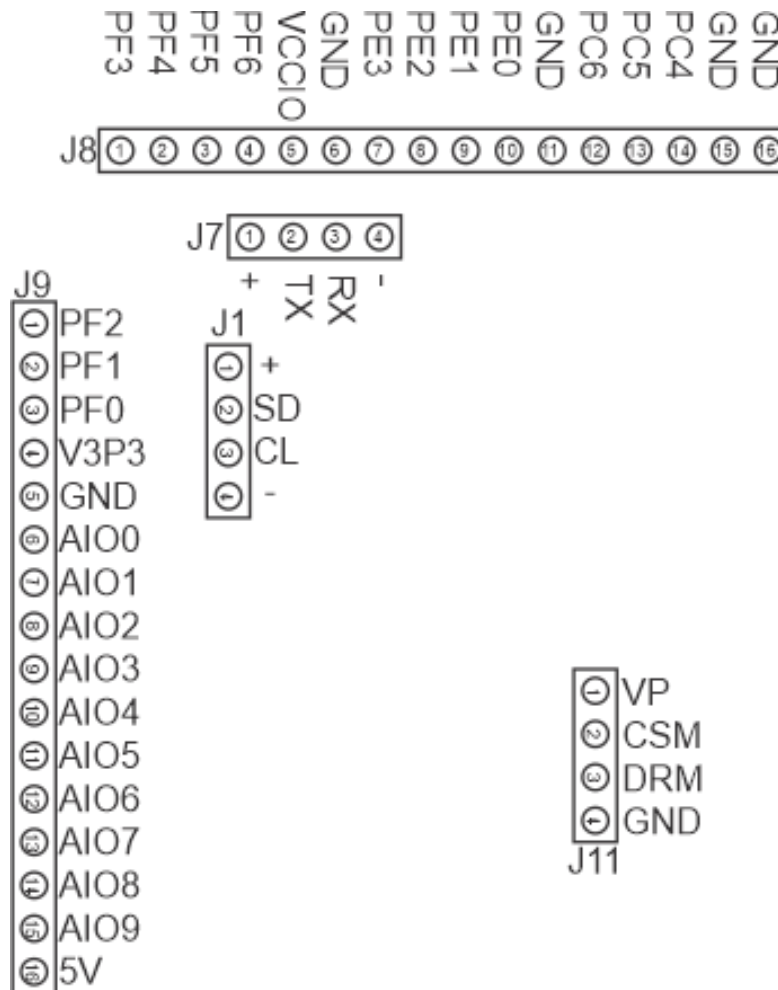 PF3 PF4 PF5 PF6 VCCIO GND PE3 PE2 PE1 PE0 GND PC6 PC5 PC4 GND GND
J8 1 2 3 4 5 6 7 8 9 10 11 12 13 14 15 16
J7 1 2 3 4
+ TX RX -
J9
1 PF2
2 PF1
3 PF0
4 V3P3
5 GND
6 AIO0
7 AIO1
8 AIO2
9 AIO3
10 AIO4
11 AIO5
12 AIO6
13 AIO7
14 AIO8
15 AIO9
16 5V
J1
1 +
2 SD
3 CL
4 -
1 VP
2 CSM
3 DRM
4 GND
J11